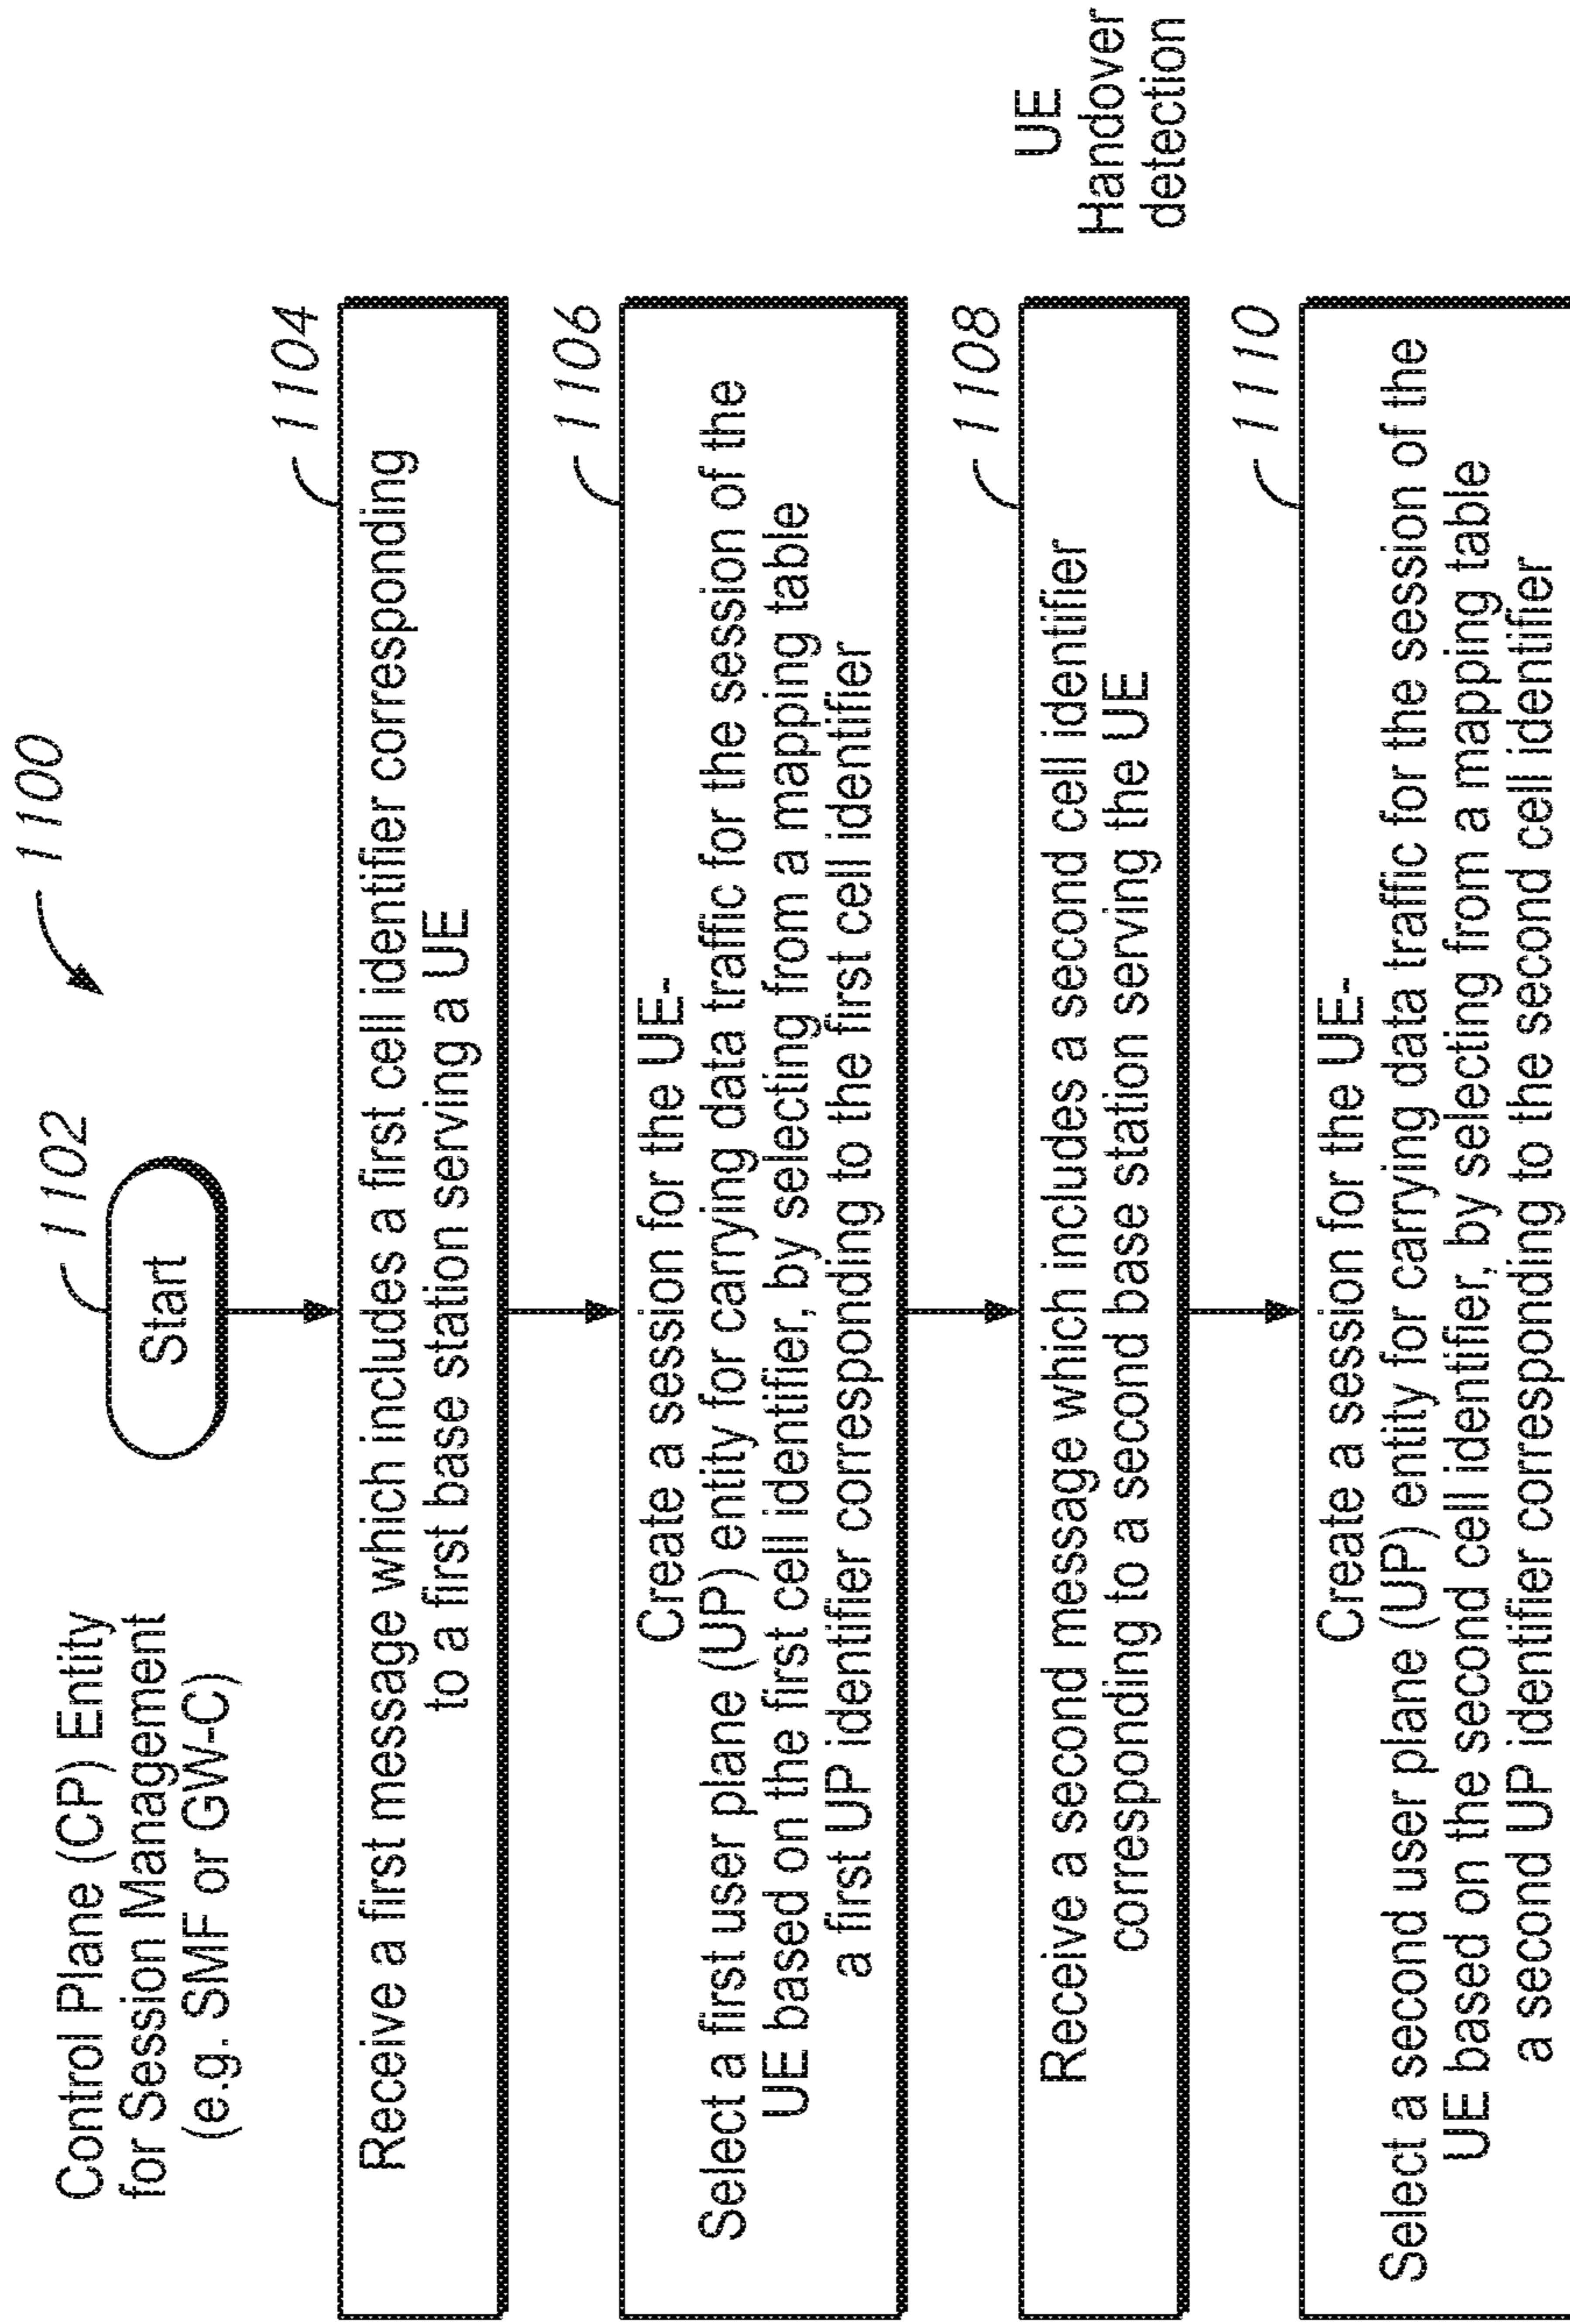 1100
Control Plane (CP) Entity
for Session Management
(e.g. SMF or GW-C)
1102
Start
1104
Receive a first message which includes a first cell identifier corresponding
to a first base station serving a UE
1106
Create a session for the UE-
Select a first user plane (UP) entity for carrying data traffic for the session of the
UE based on the first cell identifier, by selecting from a mapping table
a first UP identifier corresponding to the first cell identifier
1108
Receive a second message which includes a second cell identifier
corresponding to a second base station serving the UE
UE
Handover
detection
1110
Create a session for the UE-
Select a second user plane (UP) entity for carrying data traffic for the session of the
UE based on the second cell identifier, by selecting from a mapping table
a second UP identifier corresponding to the second cell identifier